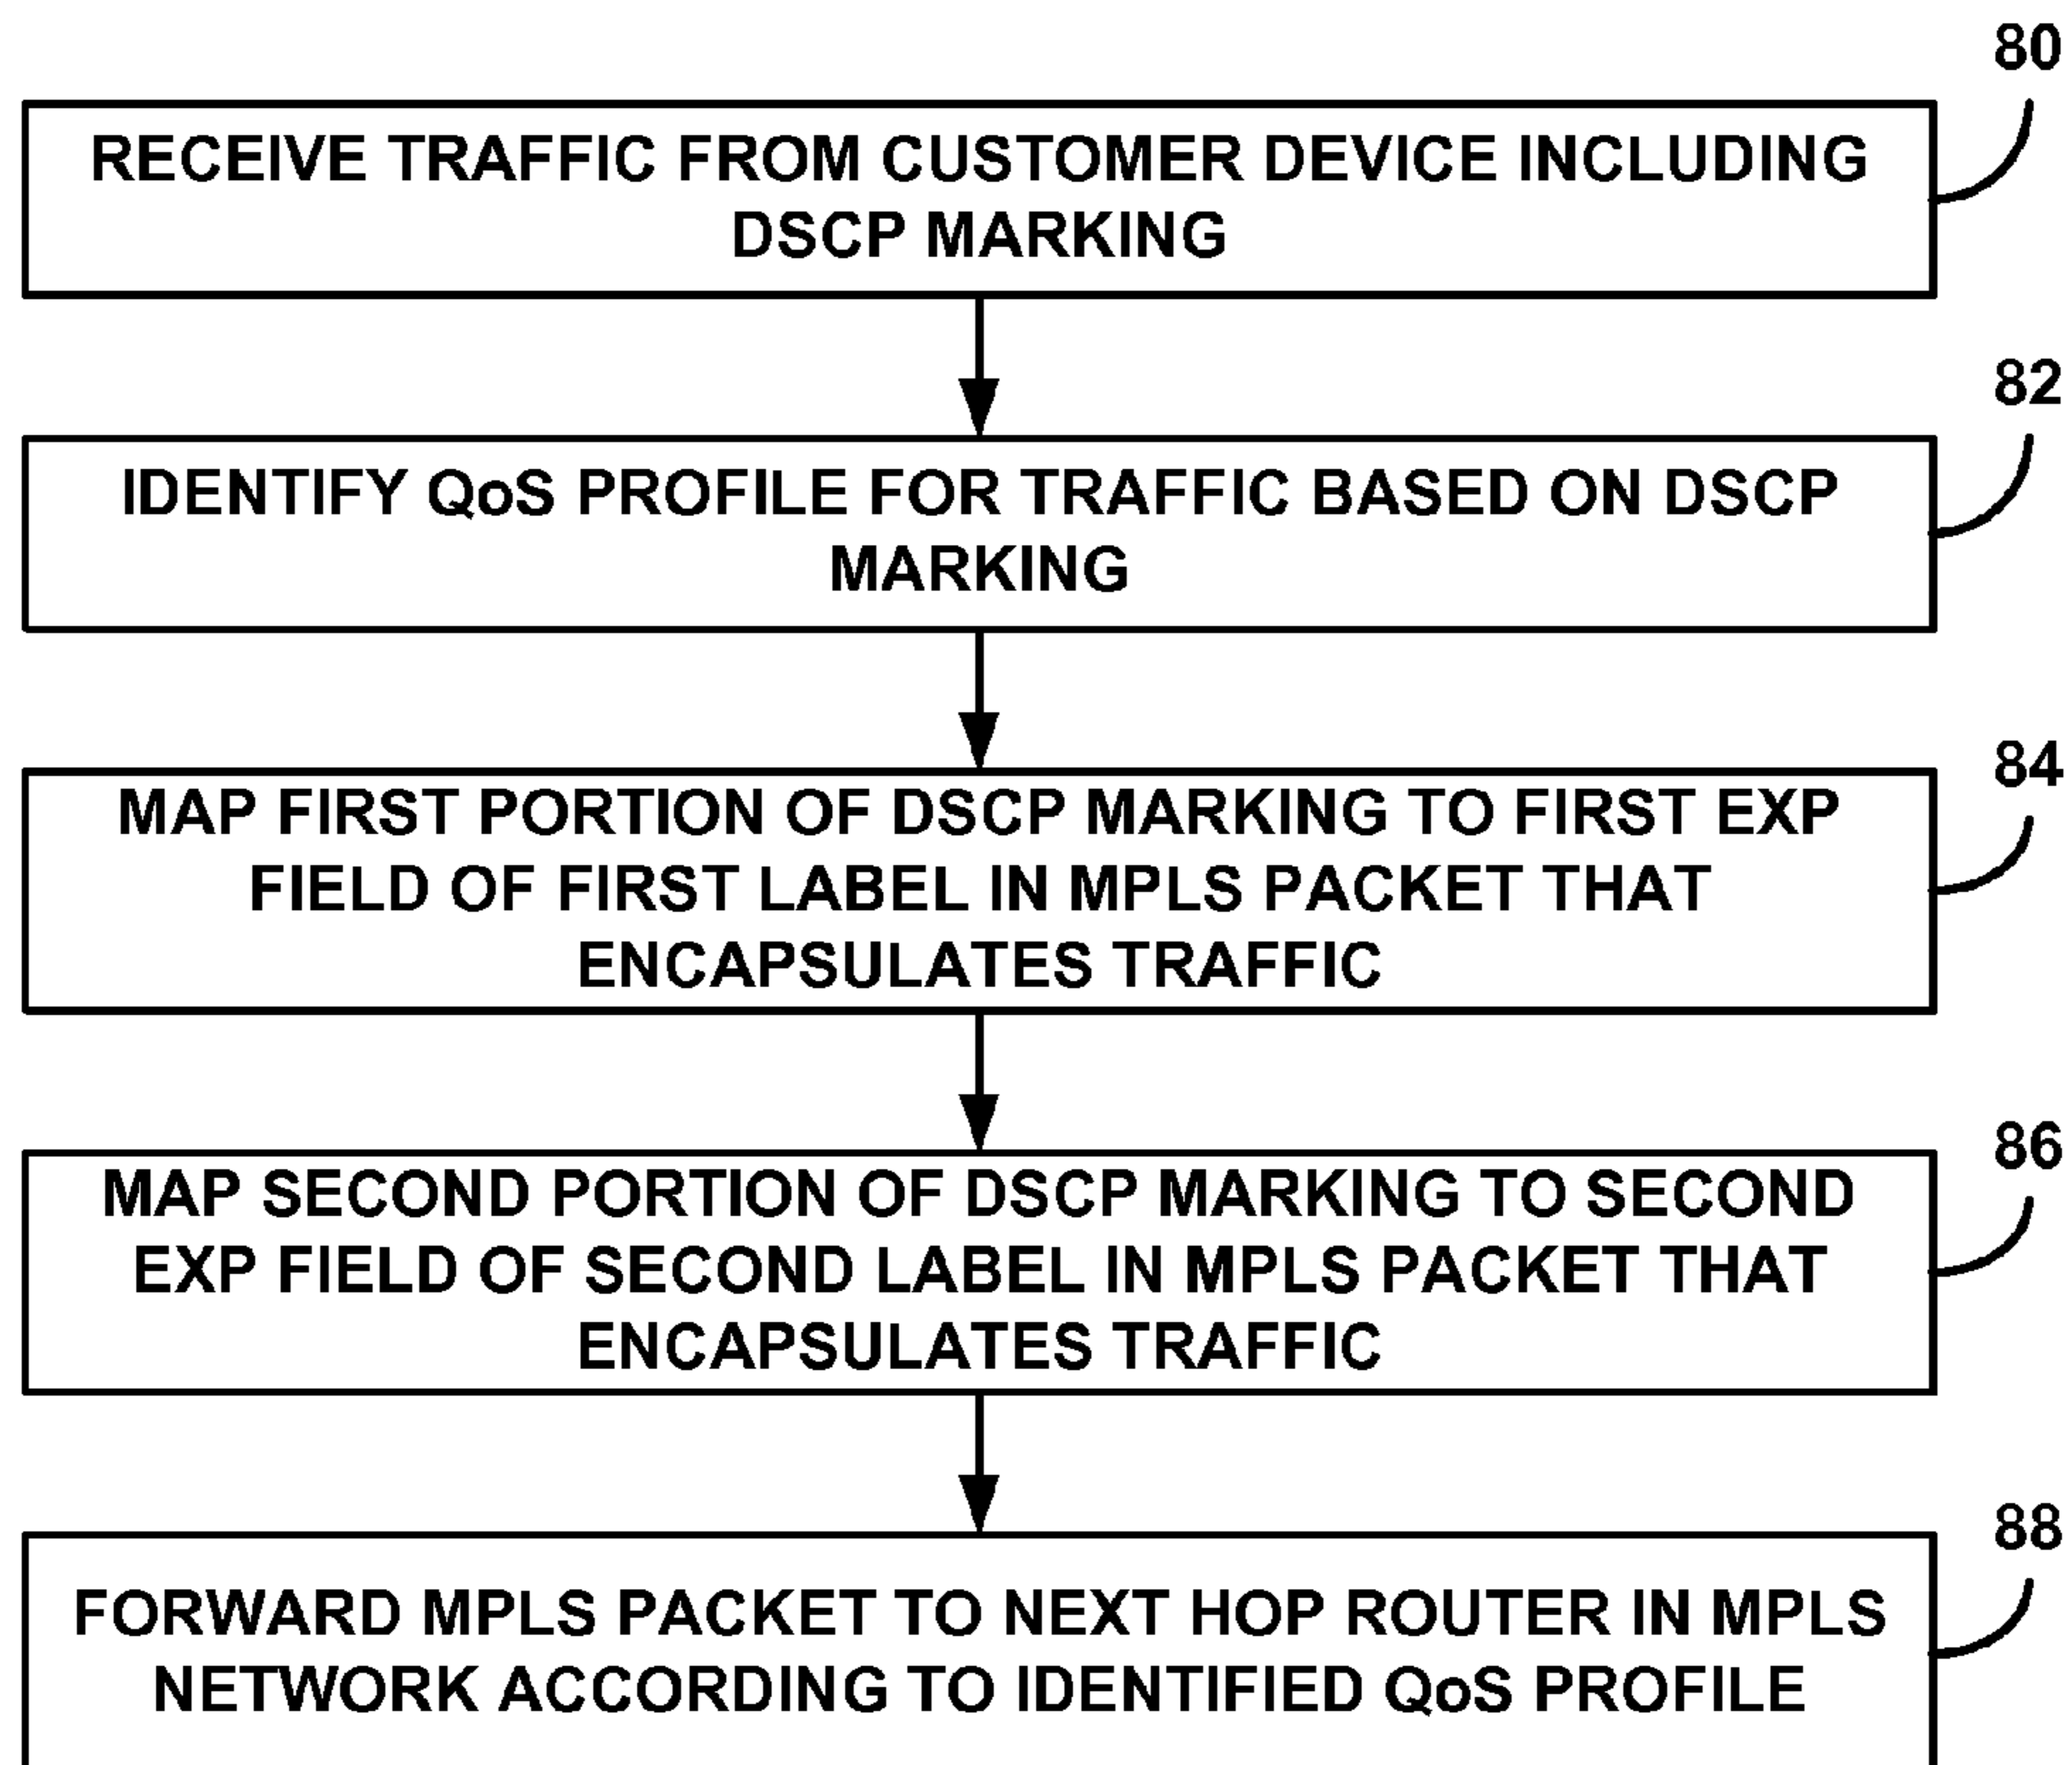 80
RECEIVE TRAFFIC FROM CUSTOMER DEVICE INCLUDING
DSCP MARKING
82
IDENTIFY QoS PROFILE FOR TRAFFIC BASED ON DSCP
MARKING
84
MAP FIRST PORTION OF DSCP MARKING TO FIRST EXP
FIELD OF FIRST LABEL IN MPLS PACKET THAT
ENCAPSULATES TRAFFIC
86
MAP SECOND PORTION OF DSCP MARKING TO SECOND
EXP FIELD OF SECOND LABEL IN MPLS PACKET THAT
ENCAPSULATES TRAFFIC
88
FORWARD MPLS PACKET TO NEXT HOP ROUTER IN MPLS
NETWORK ACCORDING TO IDENTIFIED QoS PROFILE